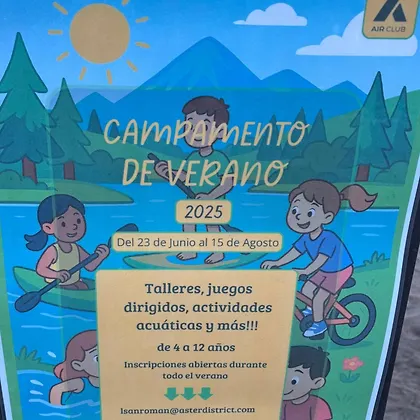 AIR CLUB
CAMPAMENTO
DE VERANO
2025
Del 23 de Junio al 15 de Agosto
Talleres, juegos
dirigidos, actividades
acuáticas y más!!!
de 4 a 12 años
Inscripciones abiertas durante
todo el verano
lsanroman@asterdistrict.com